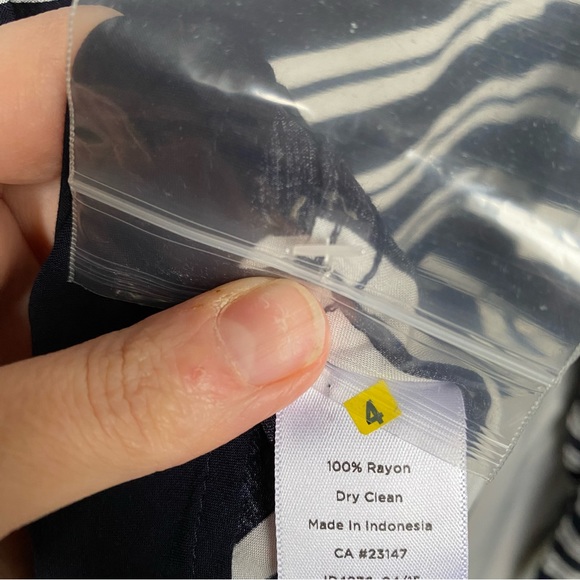 4
100% Rayon
Dry Clean
Made In Indonesia
CA #23147